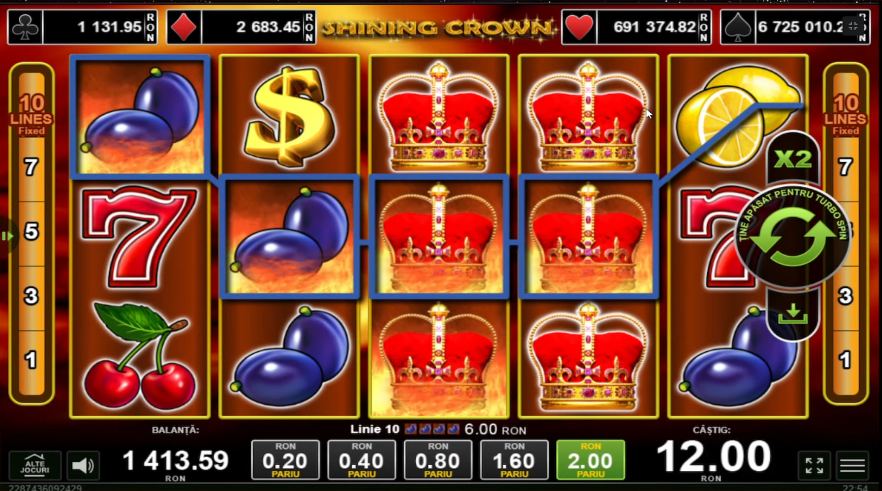 1 131.95 RON
2 683.45 RON
SHINING CROWN
691 374.82 RON
6 725 010.2
10 LINES Fixed
7
5
3
1
10 LINES Fixed
7
3
1
X2
ȚINE APĂSAT PENTRU TURBO SPIN
BALANȚĂ:
1 413.59
RON
Linie 10 6.00 RON
CÂȘTIG:
12.00
RON
ALTE JOCURI
RON 0.20 PARIU
RON 0.40 PARIU
RON 0.80 PARIU
RON 1.60 PARIU
RON 2.00 PARIU
2287436092429
22:54